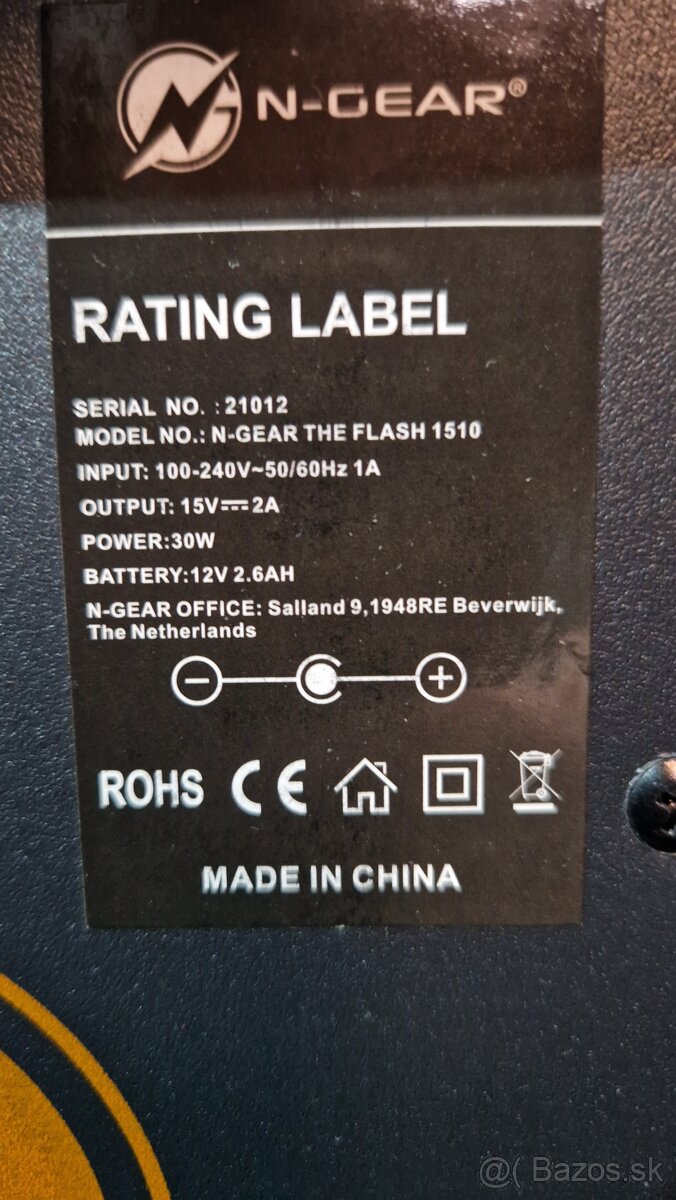 N-GEAR®
RATING LABEL
SERIAL NO. : 21012
MODEL NO.: N-GEAR THE FLASH 1510
INPUT: 100-240V~50/60Hz 1A
OUTPUT: 15V⎓2A
POWER:30W
BATTERY:12V 2.6AH
N-GEAR OFFICE: Salland 9,1948RE Beverwijk,
The Netherlands
− +
ROHS CE
MADE IN CHINA
@( Bazos.sk